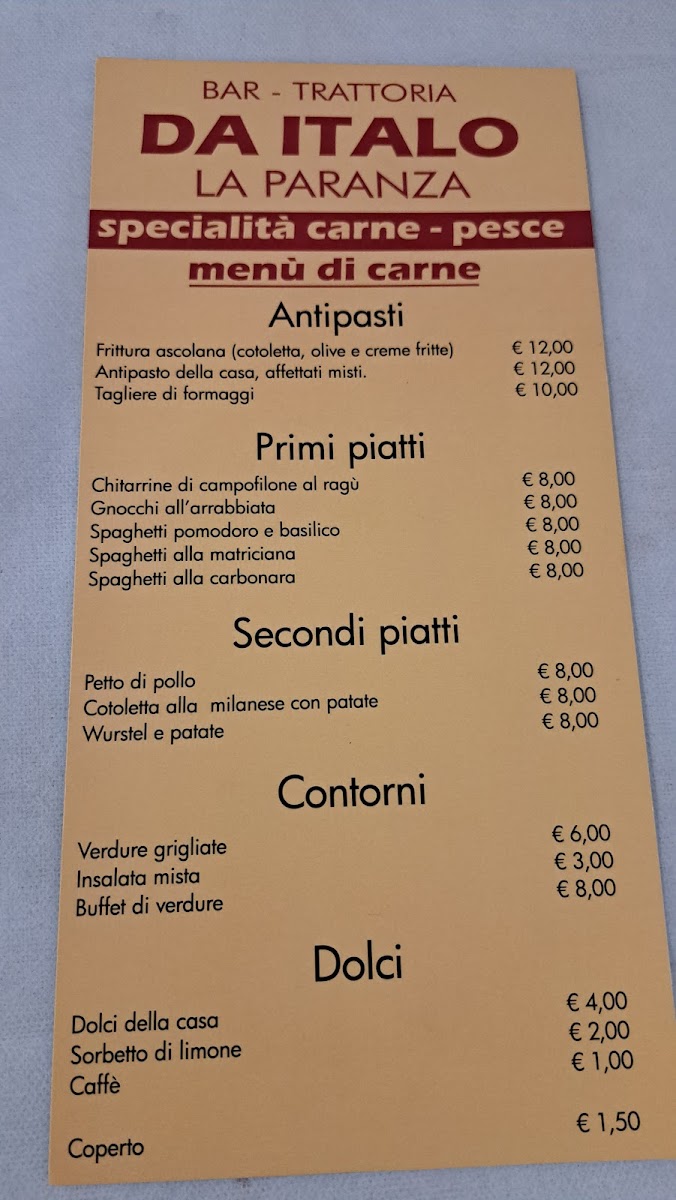 BAR - TRATTORIA
DA ITALO
LA PARANZA
specialità carne - pesce
menù di carne
Antipasti
Frittura ascolana (cotoletta, olive e creme fritte) € 12,00
Antipasto della casa, affettati misti. € 12,00
Tagliere di formaggi € 10,00
Primi piatti
Chitarrine di campofilone al ragù € 8,00
Gnocchi all'arrabbiata € 8,00
Spaghetti pomodoro e basilico € 8,00
Spaghetti alla matriciana € 8,00
Spaghetti alla carbonara € 8,00
Secondi piatti
Petto di pollo € 8,00
Cotoletta alla milanese con patate € 8,00
Wurstel e patate € 8,00
Contorni
Verdure grigliate € 6,00
Insalata mista € 3,00
Buffet di verdure € 8,00
Dolci
Dolci della casa € 4,00
Sorbetto di limone € 2,00
Caffè € 1,00
Coperto € 1,50